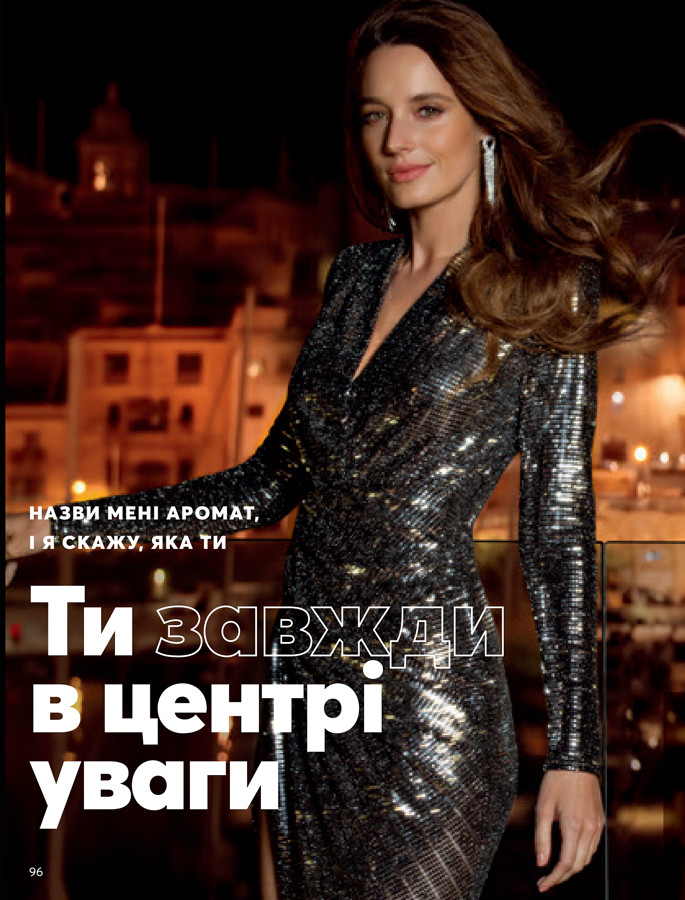 НАЗВИ МЕНІ АРОМАТ,
І Я СКАЖУ, ЯКА ТИ
Ти завжди
в центрі
уваги
96